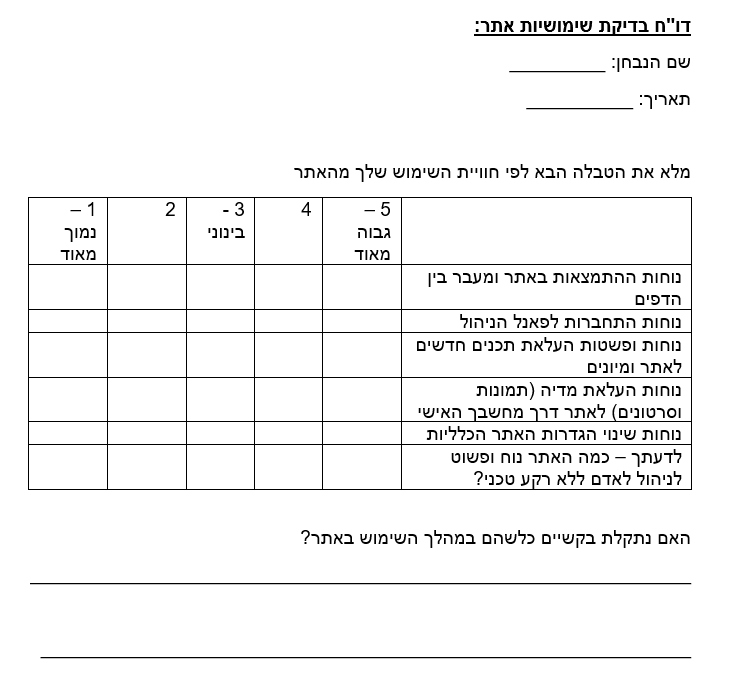 דו"ח בדיקת שימושיות אתר:
שם הנבחן: __________
תאריך: ___________
מלא את הטבלה הבא לפי חוויית השימוש שלך מהאתר
5 – גבוה מאוד 4 3 - בינוני 2 1 – נמוך מאוד
נוחות ההתמצאות באתר ומעבר בין
הדפים
נוחות התחברות לפאנל הניהול
נוחות ופשטות העלאת תכנים חדשים
לאתר ומיונים
נוחות העלאת מדיה (תמונות
וסרטונים) לאתר דרך מחשבך האישי
נוחות שינוי הגדרות האתר הכלליות
לדעתך – כמה האתר נוח ופשוט
לניהול לאדם ללא רקע טכני?
האם נתקלת בקשיים כלשהם במהלך השימוש באתר?